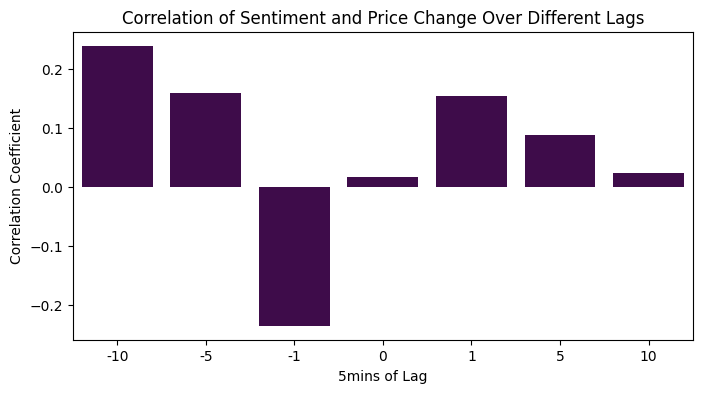 Correlation of Sentiment and Price Change Over Different Lags
Correlation Coefficient
0.2
0.1
0.0
−0.1
−0.2
-10 -5 -1 0 1 5 10
5mins of Lag